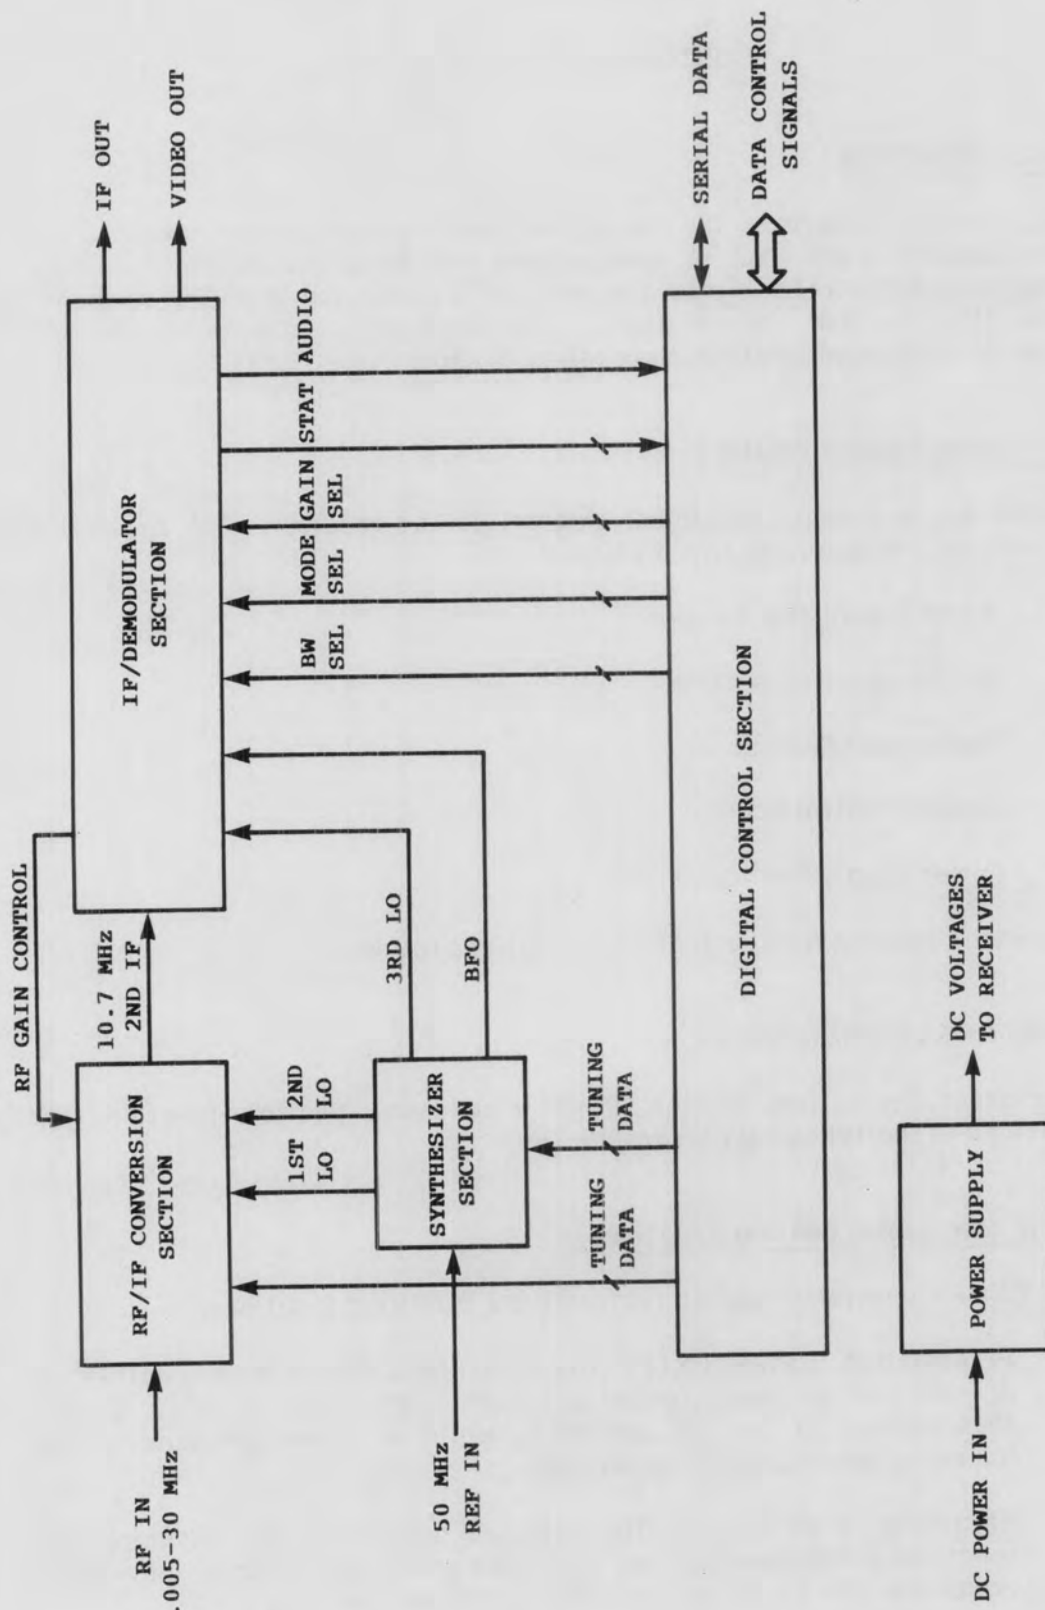 RF GAIN CONTROL
RF IN
.005-30 MHz
RF/IF CONVERSION
SECTION
10.7 MHz
2ND IF
IF/DEMODULATOR
SECTION
IF OUT
VIDEO OUT
1ST
LO
2ND
LO
3RD LO
BFO
BW
SEL
MODE
SEL
GAIN
SEL
STAT
AUDIO
50 MHz
REF IN
SYNTHESIZER
SECTION
TUNING
DATA
TUNING
DATA
DIGITAL CONTROL SECTION
SERIAL DATA
DATA CONTROL
SIGNALS
DC POWER IN
POWER SUPPLY
DC VOLTAGES
TO RECEIVER